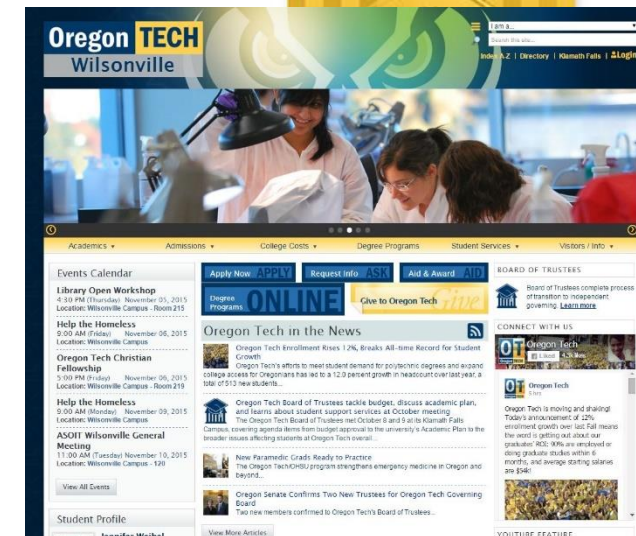 Oregon TECH
Wilsonville
I am a...
Search this site...
Index A-Z | Directory | Klamath Falls | Login
Academics
Admissions
College Costs
Degree Programs
Student Services
Visitors / Info
Events Calendar
Library Open Workshop
4:30 PM (Thursday) November 05, 2015
Location: Wilsonville Campus - Room 215
Help the Homeless
9:00 AM (Friday) November 06, 2015
Location: Wilsonville Campus
Oregon Tech Christian
Fellowship
5:00 PM (Friday) November 06, 2015
Location: Wilsonville Campus - Room 219
Help the Homeless
9:00 AM (Monday) November 09, 2015
Location: Wilsonville Campus
ASOIT Wilsonville General
Meeting
11:00 AM (Tuesday) November 10, 2015
Location: Wilsonville Campus - 120
View All Events
Student Profile
Apply Now APPLY
Request Info ASK
Aid & Award AID
Degree
Programs ONLINE
Give to Oregon Tech Give
Oregon Tech in the News
Oregon Tech Enrollment Rises 12%, Breaks All-time Record for Student
Growth
Oregon Tech's efforts to meet student demand for polytechnic degrees and expand
college access for Oregonians has led to a 12.0 percent growth in headcount over last year, a
total of 513 new students...
Oregon Tech Board of Trustees tackle budget, discuss academic plan,
and learns about student support services at October meeting
The Oregon Tech Board of Trustees met October 8 and 9 at its Klamath Falls
Campus, covering agenda items from budget approval to the university's Academic Plan to the
broader issues affecting students at Oregon Tech overall...
New Paramedic Grads Ready to Practice
The Oregon Tech/OHSU program strengthens emergency medicine in Oregon and
beyond...
Oregon Senate Confirms Two New Trustees for Oregon Tech Governing
Board
Two new members confirmed to Oregon Tech's Board of Trustees...
View More Articles
BOARD OF TRUSTEES
Board of Trustees complete process
of transition to independent
governing. Learn more
CONNECT WITH US
Oregon Tech
Oregon Tech
Oregon Tech is moving and shaking!
Today's announcement of 12%
enrollment growth over last Fall means
the word is getting out about our
graduates' ROI: 90% are employed or
doing graduate studies within 6
months, and average starting salaries
are $54k!
YOUTUBE FEATURE